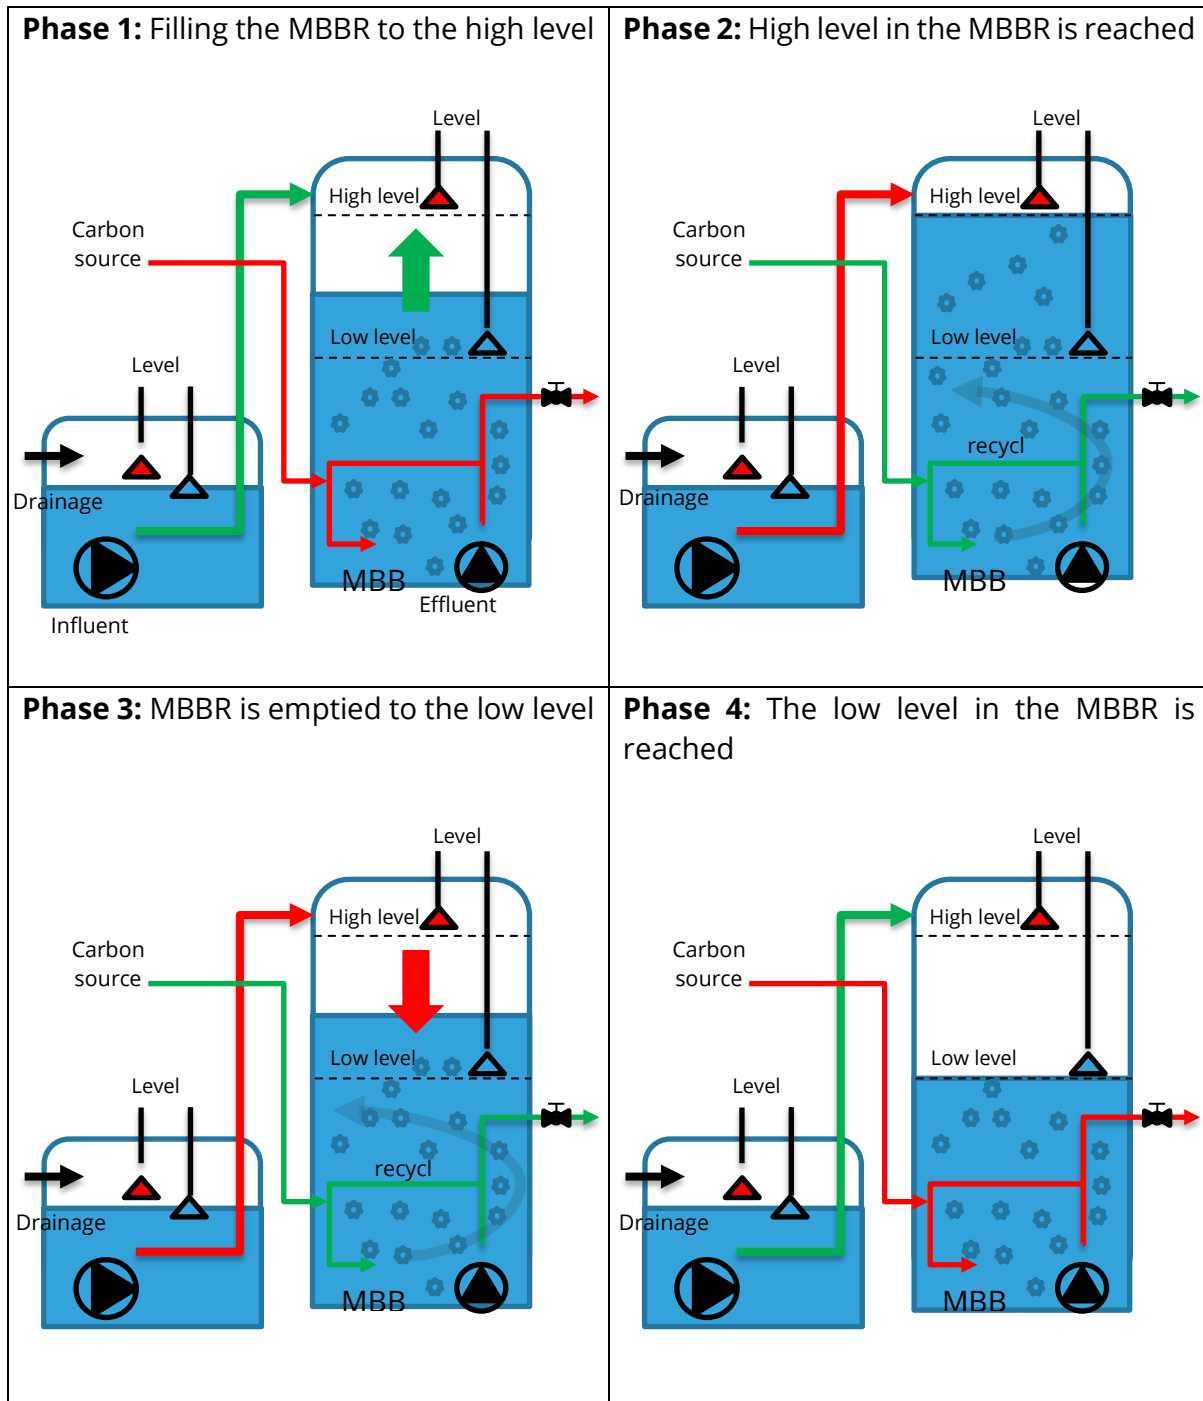 Phase 1: Filling the MBBR to the high level
Level
High level
Carbon
source
Low level
Level
Drainage
MBB
Effluent
Influent
Phase 2: High level in the MBBR is reached
Level
High level
Carbon
source
Low level
Level
recycl
Drainage
MBB
Phase 3: MBBR is emptied to the low level
Level
High level
Carbon
source
Low level
Level
recycl
Drainage
MBB
Phase 4: The low level in the MBBR is
reached
Level
High level
Carbon
source
Low level
Level
Drainage
MBB